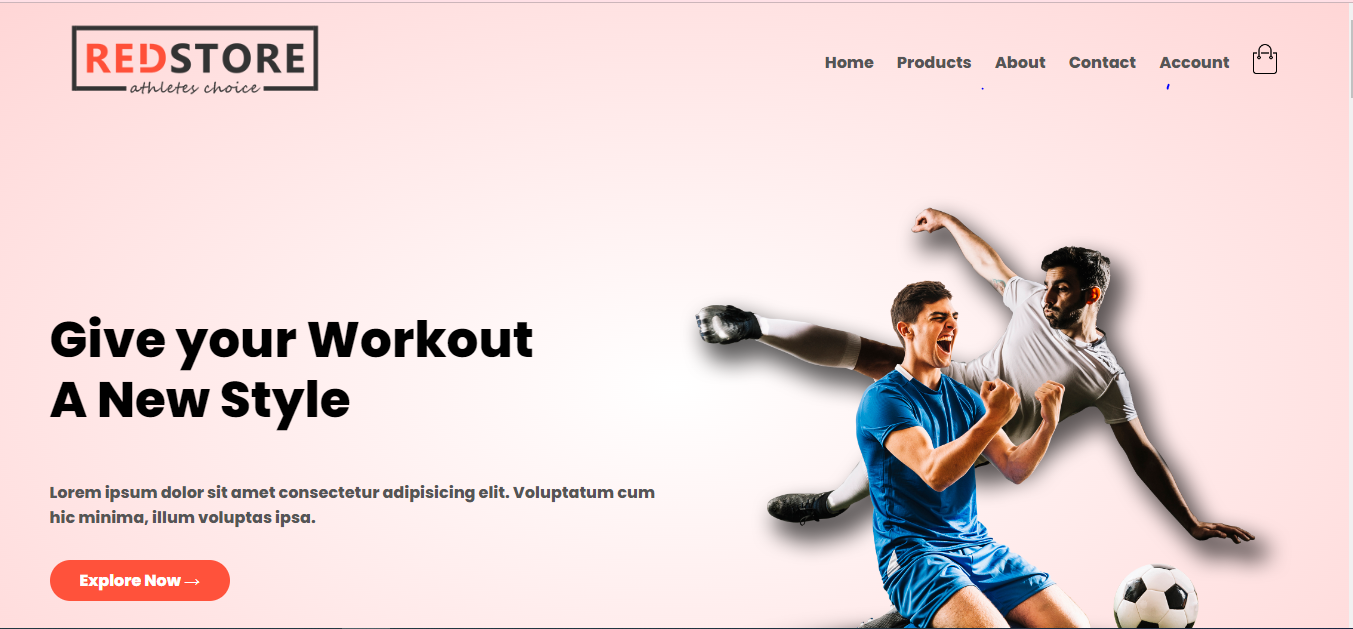 REDSTORE
athletes choice
Home Products About Contact Account
Give your Workout
A New Style
Lorem ipsum dolor sit amet consectetur adipisicing elit. Voluptatum cum
hic minima, illum voluptas ipsa.
Explore Now →